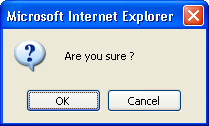 Microsoft Internet Explorer
Are you sure ?
OK Cancel